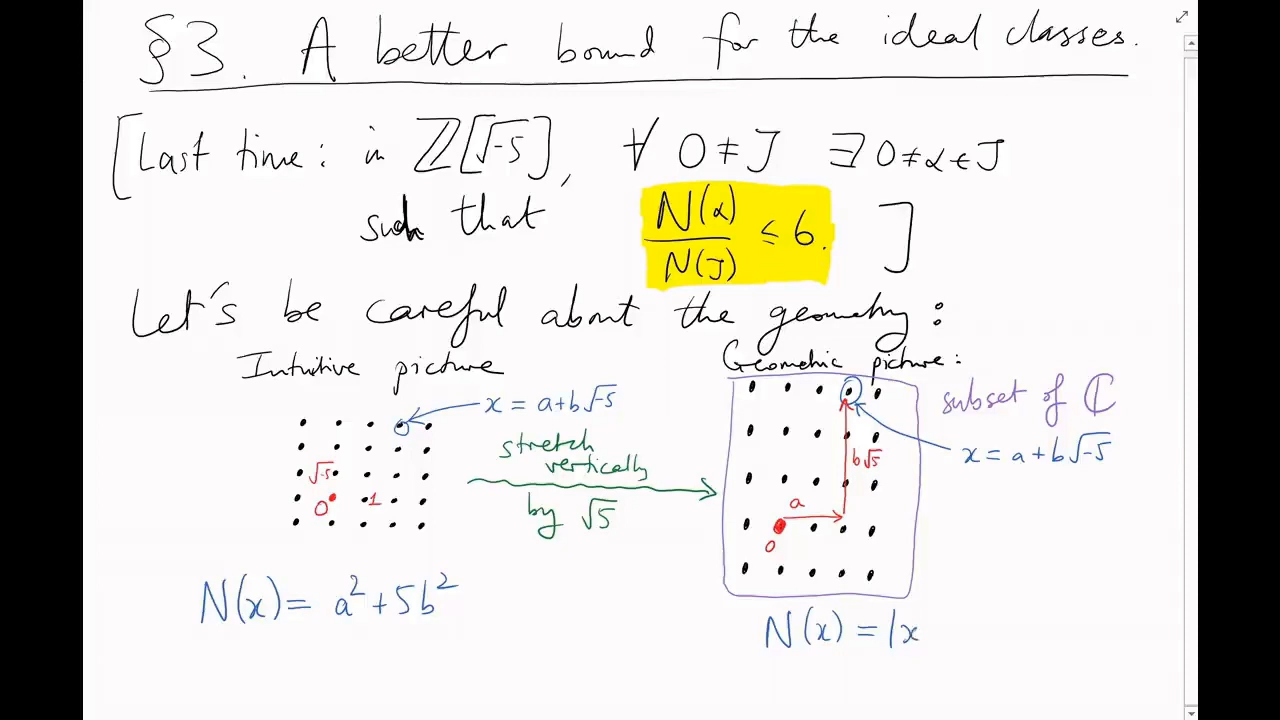 §3. A better bound for the ideal classes.
[Last time: in ℤ[√-5], ∀ 0≠J ∃ 0≠α∈J
such that N(α)/N(J) ≤ 6. ]
Let's be careful about the geometry:
Intuitive picture
Geometric picture:
x = a+b√-5
subset of ℂ
stretch
vertically
by √5
x = a+b√-5
b√5
√-5
a
0
1
0
N(x) = a²+5b²
N(x) = |x